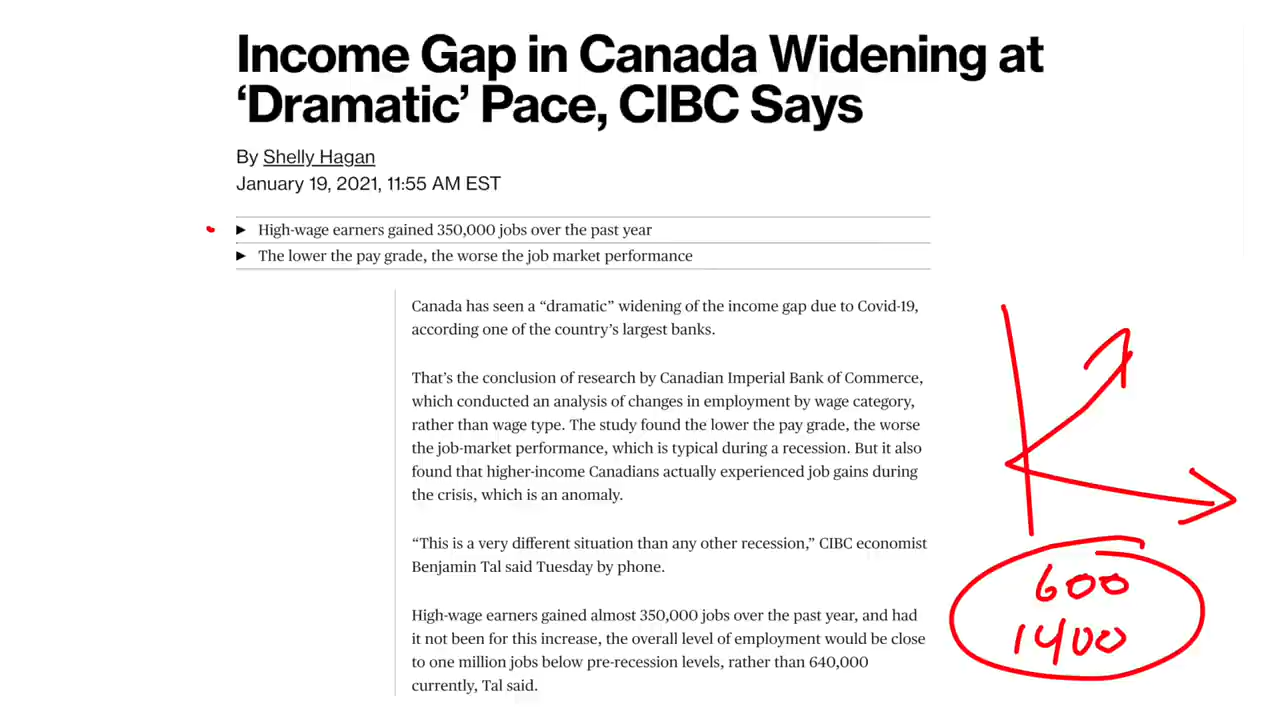 Income Gap in Canada Widening at
‘Dramatic’ Pace, CIBC Says
By Shelly Hagan
January 19, 2021, 11:55 AM EST
▶ High-wage earners gained 350,000 jobs over the past year
▶ The lower the pay grade, the worse the job market performance
Canada has seen a “dramatic” widening of the income gap due to Covid-19,
according one of the country’s largest banks.
That’s the conclusion of research by Canadian Imperial Bank of Commerce,
which conducted an analysis of changes in employment by wage category,
rather than wage type. The study found the lower the pay grade, the worse
the job-market performance, which is typical during a recession. But it also
found that higher-income Canadians actually experienced job gains during
the crisis, which is an anomaly.
“This is a very different situation than any other recession,” CIBC economist
Benjamin Tal said Tuesday by phone.
High-wage earners gained almost 350,000 jobs over the past year, and had
it not been for this increase, the overall level of employment would be close
to one million jobs below pre-recession levels, rather than 640,000
currently, Tal said.
K
600
1400